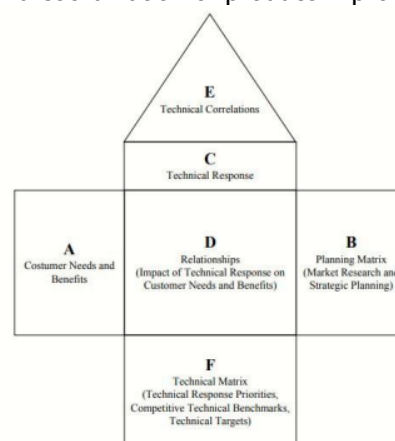 E
Technical Correlations
C
Technical Response
A
Costumer Needs and
Benefits
D
Relationships
(Impact of Technical Response on
Customer Needs and Benefits)
B
Planning Matrix
(Market Research and
Strategic Planning)
F
Technical Matrix
(Technical Response Priorities,
Competitive Technical Benchmarks,
Technical Targets)